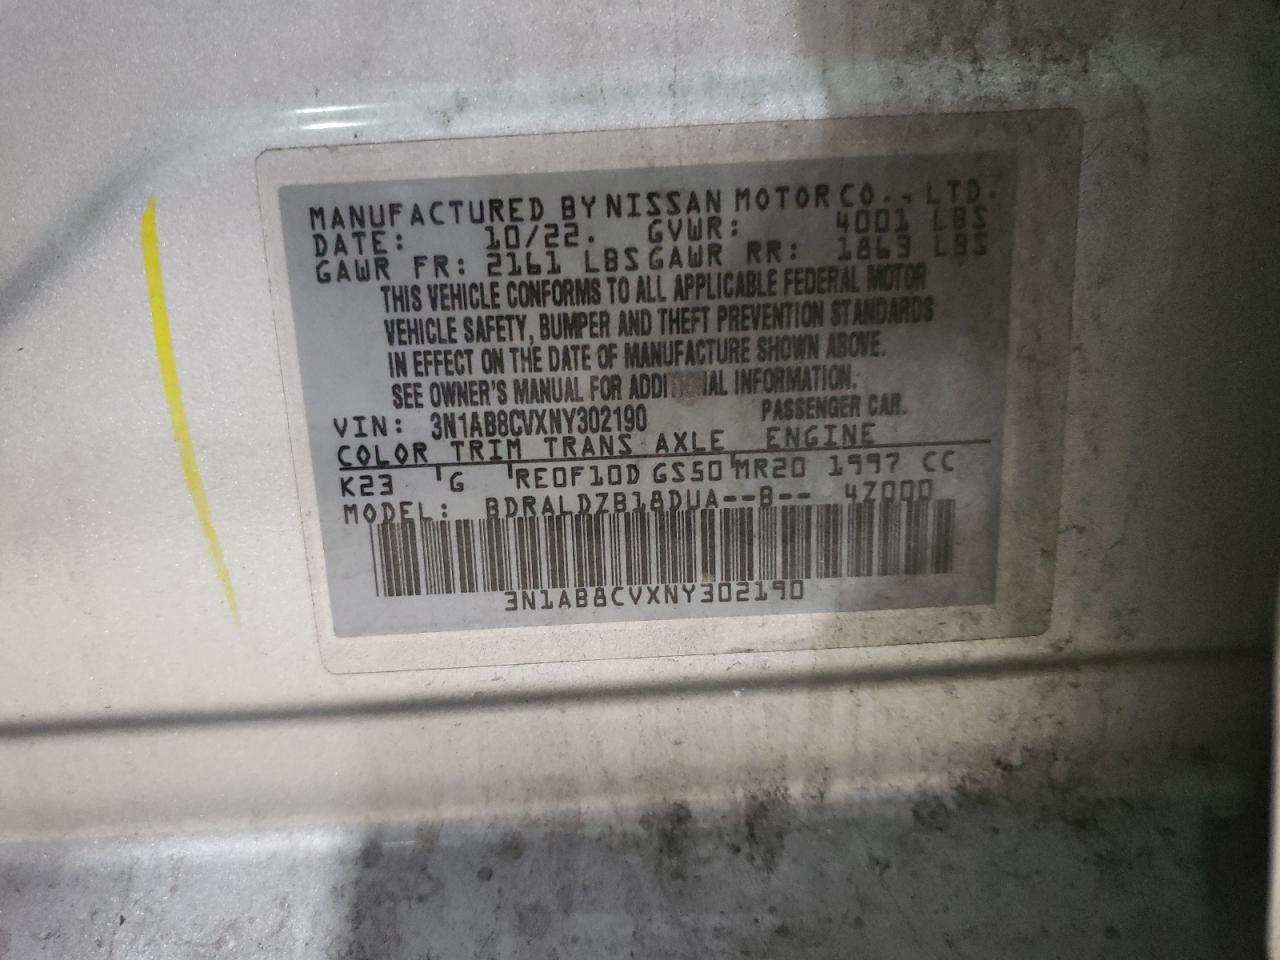 MANUFACTURED BY NISSAN MOTOR CO., LTD.
DATE: 10/22. GVWR: 4001 LBS
GAWR FR: 2161 LBS GAWR RR: 1863 LBS
THIS VEHICLE CONFORMS TO ALL APPLICABLE FEDERAL MOTOR
VEHICLE SAFETY, BUMPER AND THEFT PREVENTION STANDARDS
IN EFFECT ON THE DATE OF MANUFACTURE SHOWN ABOVE.
SEE OWNER'S MANUAL FOR ADDITIONAL INFORMATION.
VIN: 3N1AB8CVXNY302190 PASSENGER CAR.
COLOR TRIM TRANS AXLE ENGINE
K23 G RE0F10D GS50 MR20 1997 CC
MODEL: BDRALDZB18DUA--B-- 4Z000
3N1AB8CVXNY302190